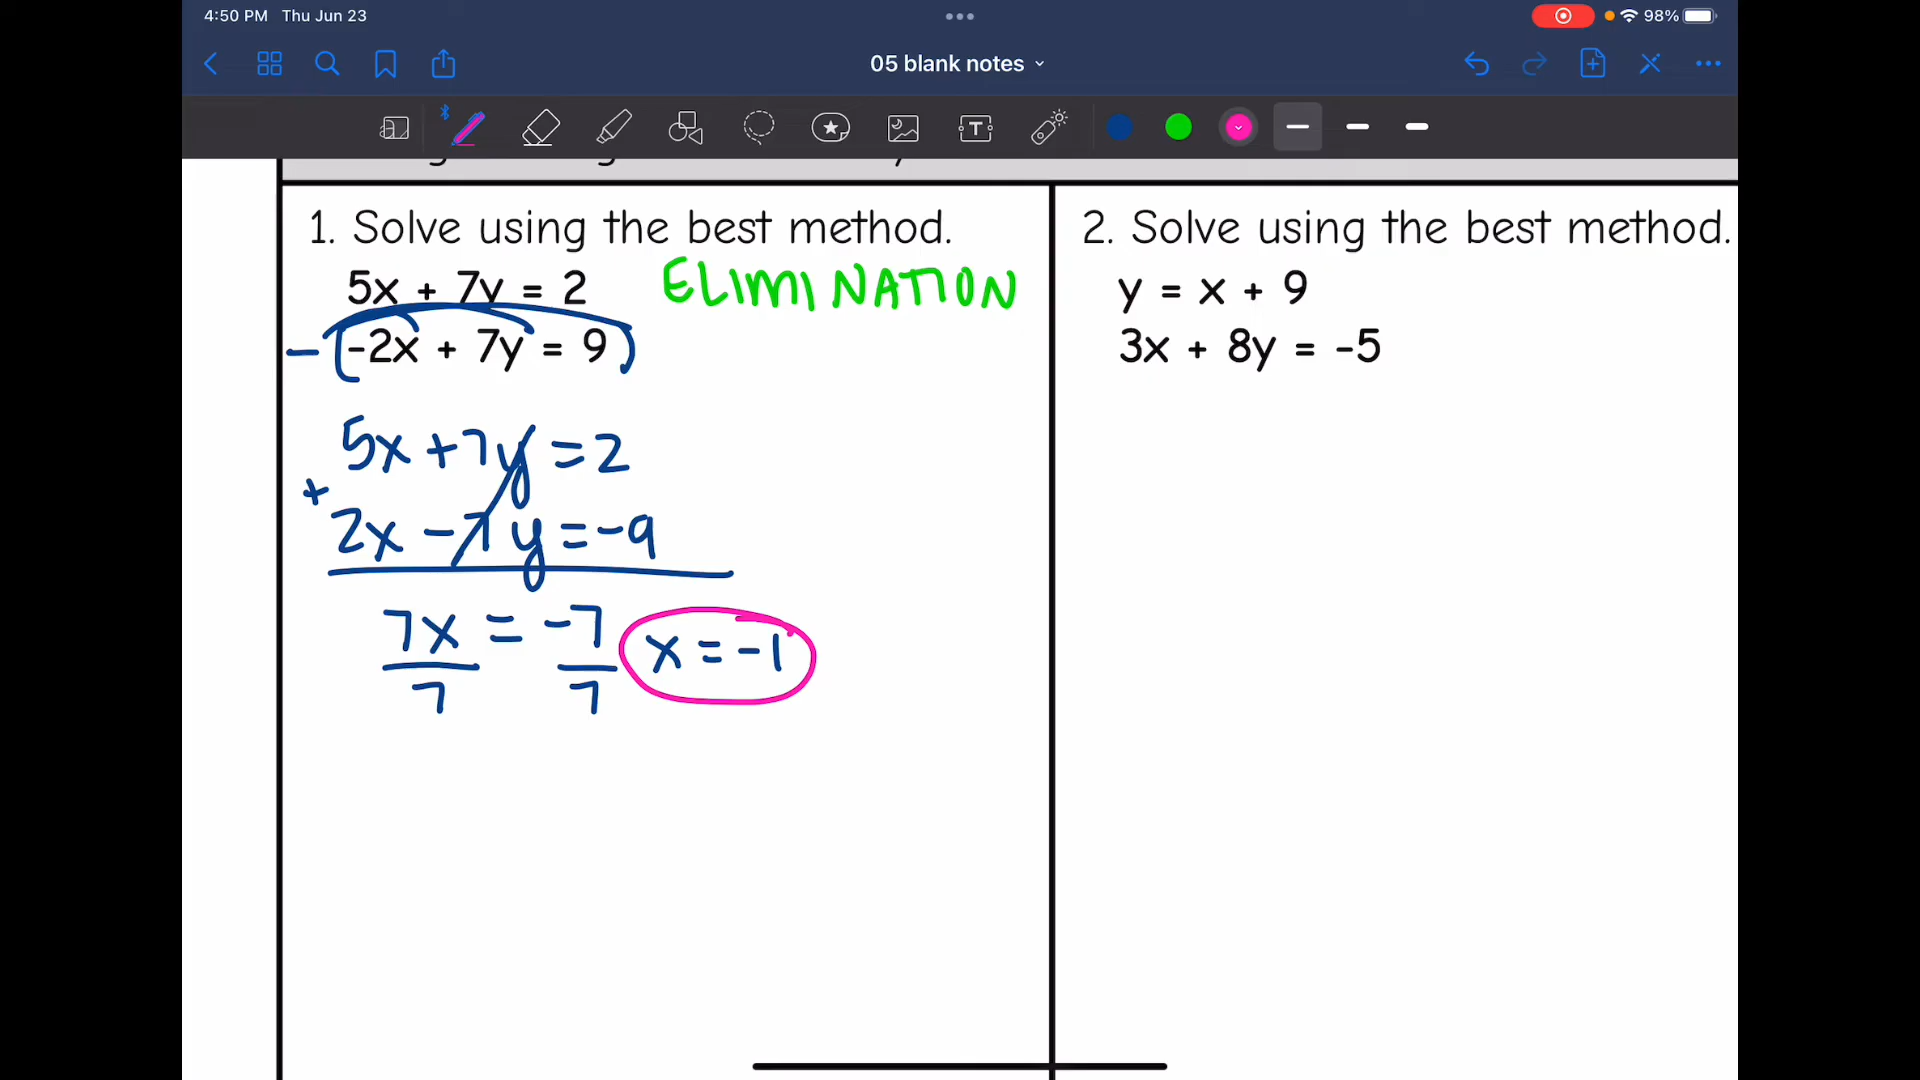 4:50 PM Thu Jun 23
98%
05 blank notes
1. Solve using the best method.
5x + 7y = 2
ELIMINATION
-(-2x + 7y = 9)
5x + 7y = 2
+
2x - 7y = -9
7x = -7
7 7
x = -1
2. Solve using the best method.
y = x + 9
3x + 8y = -5